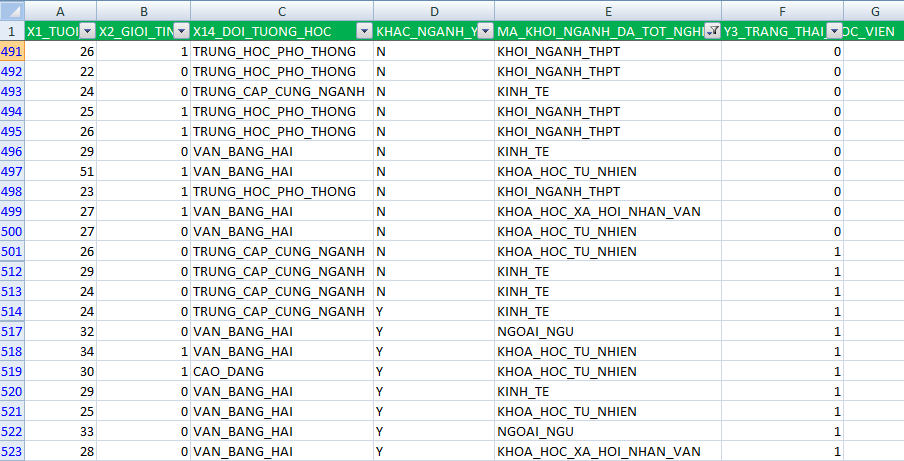 A B C D E F G
1 X1_TUOI X2_GIOI_TIN X14_DOI_TUONG_HOC KHAC_NGANH_Y MA_KHOI_NGANH_DA_TOT_NGHI Y3_TRANG_THAI OC_VIEN
491 26 1 TRUNG_HOC_PHO_THONG N KHOI_NGANH_THPT 0
492 22 0 TRUNG_HOC_PHO_THONG N KHOI_NGANH_THPT 0
493 24 0 TRUNG_CAP_CUNG_NGANH N KINH_TE 0
494 25 1 TRUNG_HOC_PHO_THONG N KHOI_NGANH_THPT 0
495 26 1 TRUNG_HOC_PHO_THONG N KHOI_NGANH_THPT 0
496 29 0 VAN_BANG_HAI N KINH_TE 0
497 51 1 VAN_BANG_HAI N KHOA_HOC_TU_NHIEN 0
498 23 1 TRUNG_HOC_PHO_THONG N KHOI_NGANH_THPT 0
499 27 1 VAN_BANG_HAI N KHOA_HOC_XA_HOI_NHAN_VAN 0
500 27 0 VAN_BANG_HAI N KHOA_HOC_TU_NHIEN 0
501 26 0 TRUNG_CAP_CUNG_NGANH N KHOA_HOC_TU_NHIEN 1
512 29 0 TRUNG_CAP_CUNG_NGANH N KINH_TE 1
513 24 0 TRUNG_CAP_CUNG_NGANH N KINH_TE 1
514 24 0 TRUNG_CAP_CUNG_NGANH Y KINH_TE 1
517 32 0 VAN_BANG_HAI Y NGOAI_NGU 1
518 34 1 VAN_BANG_HAI Y KHOA_HOC_TU_NHIEN 1
519 30 1 CAO_DANG Y KHOA_HOC_TU_NHIEN 1
520 29 0 VAN_BANG_HAI Y KINH_TE 1
521 25 0 VAN_BANG_HAI Y KHOA_HOC_TU_NHIEN 1
522 33 0 VAN_BANG_HAI Y NGOAI_NGU 1
523 28 0 VAN_BANG_HAI Y KHOA_HOC_XA_HOI_NHAN_VAN 1